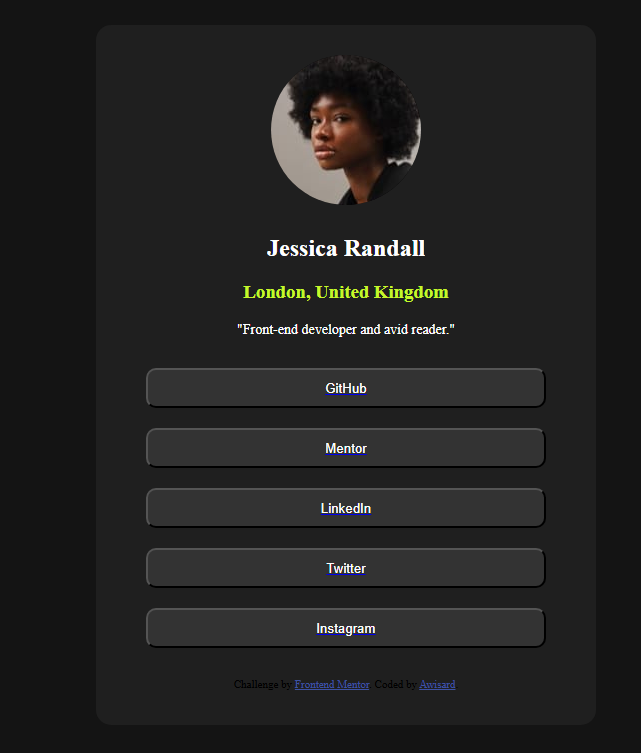 Jessica Randall
London, United Kingdom
"Front-end developer and avid reader."
GitHub
Mentor
LinkedIn
Twitter
Instagram
Challenge by Frontend Mentor. Coded by Awisard.